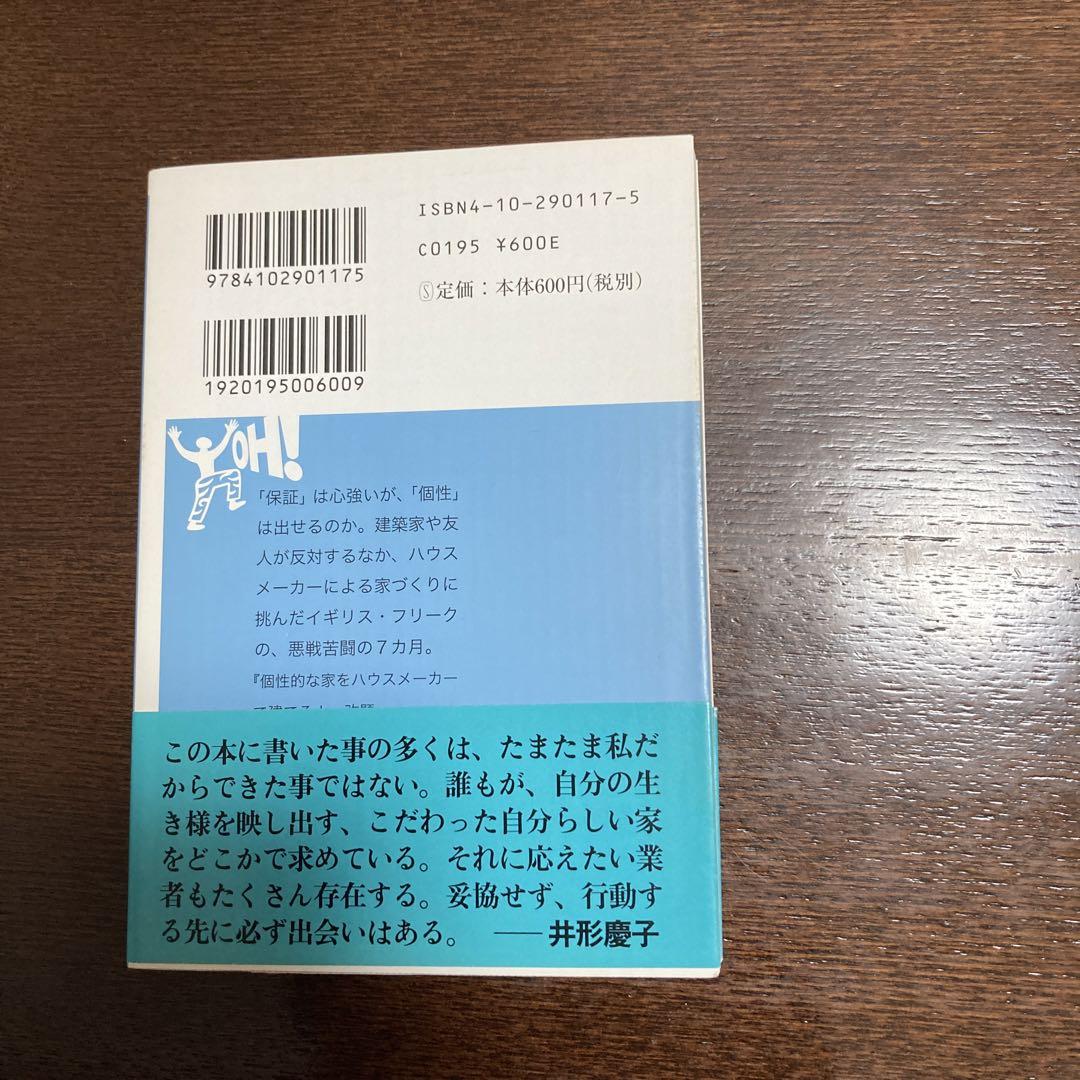 ISBN4-10-290117-5
C0195 ¥600E
Ⓢ定価：本体600円(税別)
9784102901175
1920195006009
OH!
「保証」は心強いが、「個性」
は出せるのか。建築家や友
人が反対するなか、ハウス
メーカーによる家づくりに
挑んだイギリス・フリーク
の、悪戦苦闘の７カ月。
『個性的な家をハウスメーカー
この本に書いた事の多くは、たまたま私だ
からできた事ではない。誰もが、自分の生
き様を映し出す、こだわった自分らしい家
をどこかで求めている。それに応えたい業
者もたくさん存在する。妥協せず、行動す
る先に必ず出会いはある。 ──井形慶子